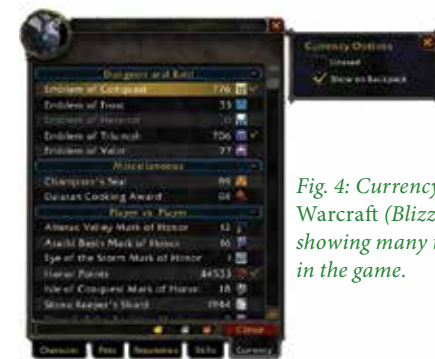 Currency Options
Unused
Show on Backpack
Dungeon and Raid
Emblem of Conquest 176
Emblem of Frost 33
Emblem of Heroism
Emblem of Triumph 706
Emblem of Valor 77
Miscellaneous
Champion's Seal
Dalaran Cooking Award
Player vs. Player
Alterac Valley Mark of Honor
Arathi Basin Mark of Honor
Eye of the Storm Mark of Honor
Honor Points 44533
Isle of Conquest Mark of Honor 18
Stone Keeper's Shard
Close
Character
Pets
Reputation
Skills
Currency
Fig. 4: Currency
Warcraft (Blizz
showing many
in the game.